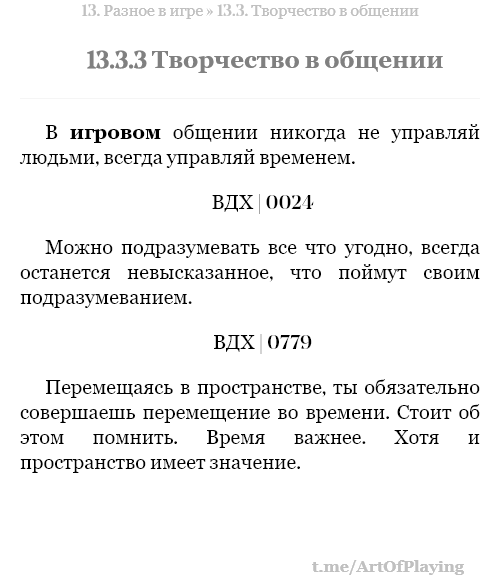 13. Разное в игре » 13.3. Творчество в общении
13.3.3 Творчество в общении
В игровом общении никогда не управляй
людьми, всегда управляй временем.
ВДХ | 0024
Можно подразумевать все что угодно, всегда
останется невысказанное, что поймут своим
подразумеванием.
ВДХ | 0779
Перемещаясь в пространстве, ты обязательно
совершаешь перемещение во времени. Стоит об
этом помнить. Время важнее. Хотя и
пространство имеет значение.
t.me/ArtOfPlaying